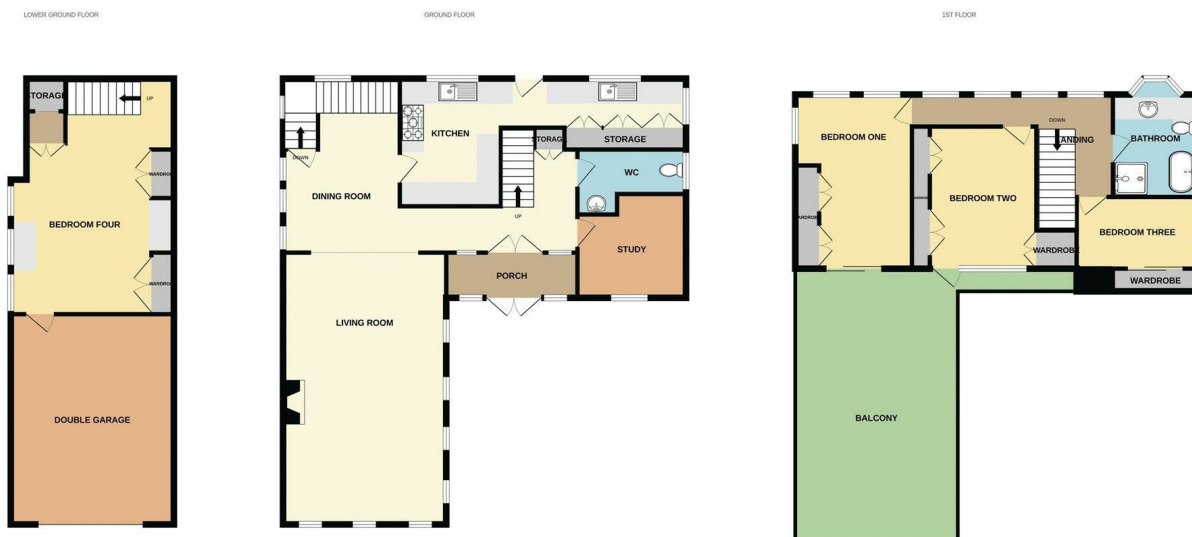 LOWER GROUND FLOOR
STORAGE
UP
WARDROBE
BEDROOM FOUR
WARDROBE
DOUBLE GARAGE
GROUND FLOOR
KITCHEN
STORAGE
STORAGE
DOWN
WC
DINING ROOM
UP
STUDY
PORCH
LIVING ROOM
1ST FLOOR
DOWN
BEDROOM ONE
LANDING
BATHROOM
BEDROOM TWO
WARDROBE
WARDROBE
BEDROOM THREE
WARDROBE
WARDROBE
BALCONY